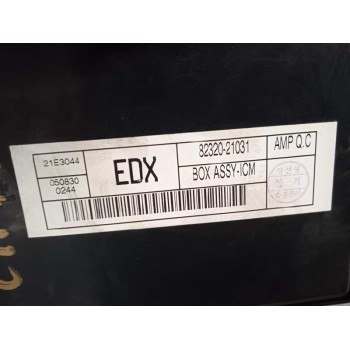 21E3044
EDX
82320-21031
AMP Q.C
050830
0244
BOX ASSY-ICM